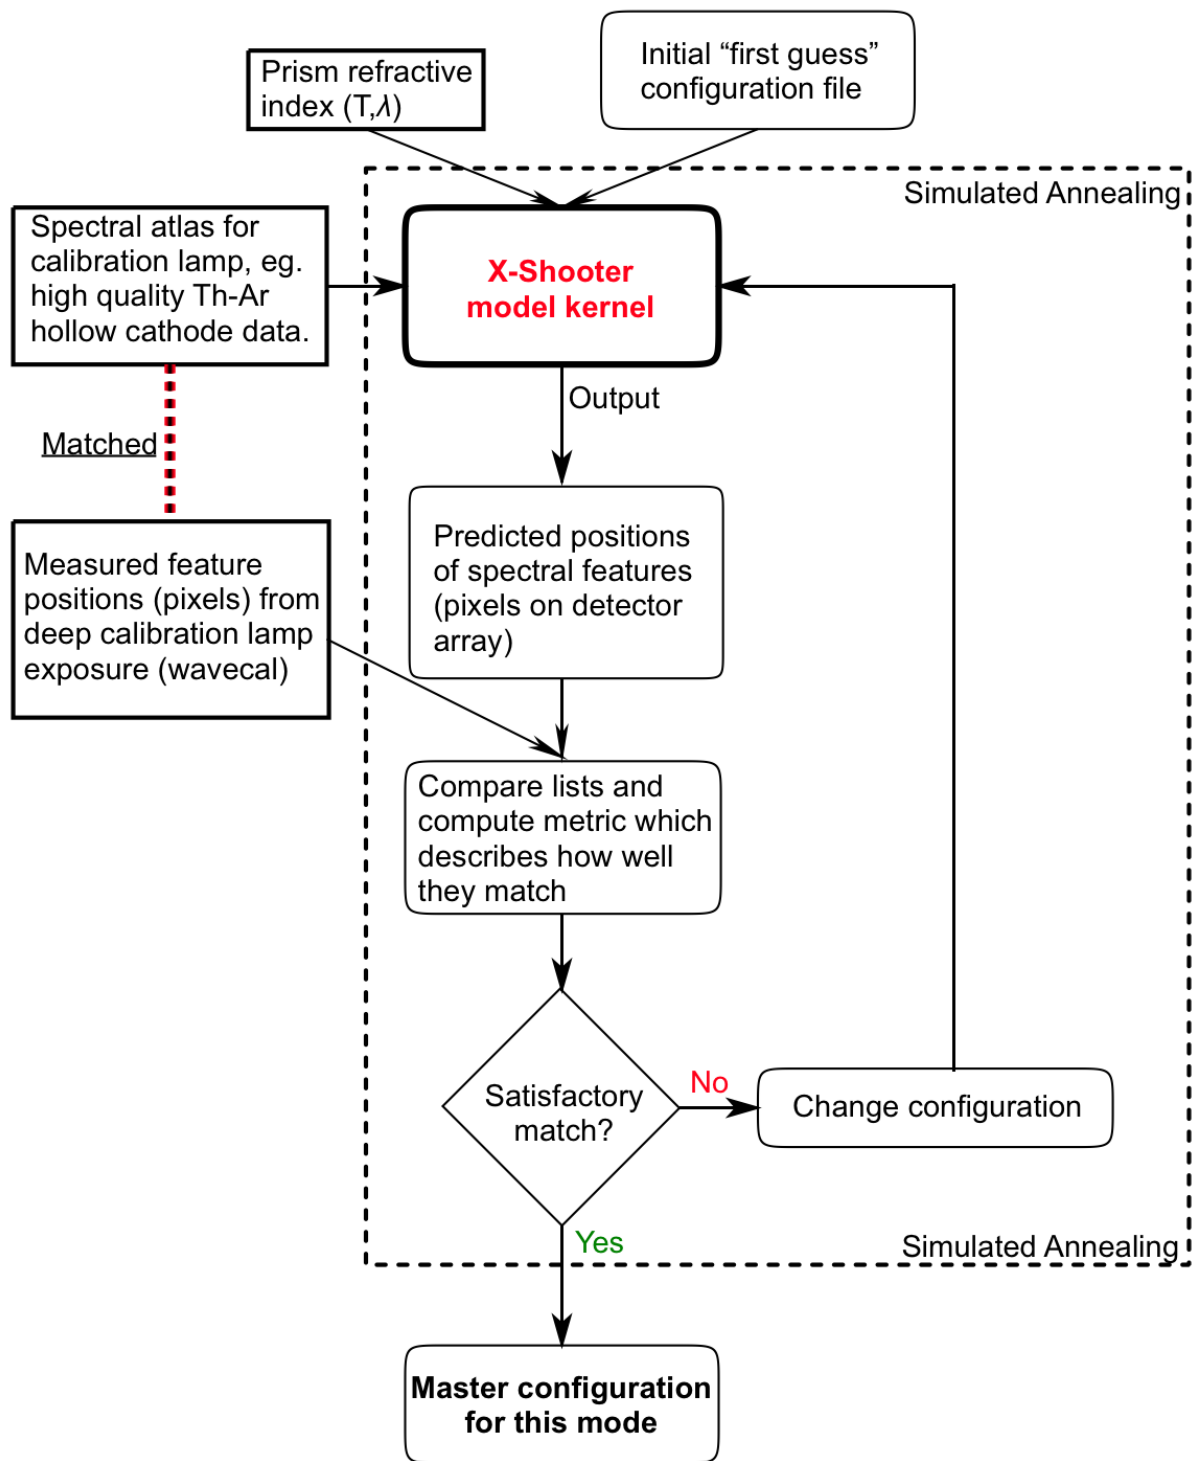 Prism refractive
index (T,λ)
Initial “first guess”
configuration file
Simulated Annealing
Spectral atlas for
calibration lamp, eg.
high quality Th-Ar
hollow cathode data.
X-Shooter
model kernel
Output
Matched
Predicted positions
of spectral features
(pixels on detector
array)
Measured feature
positions (pixels) from
deep calibration lamp
exposure (wavecal)
Compare lists and
compute metric which
describes how well
they match
Satisfactory
match?
No
Change configuration
Yes
Simulated Annealing
Master configuration
for this mode